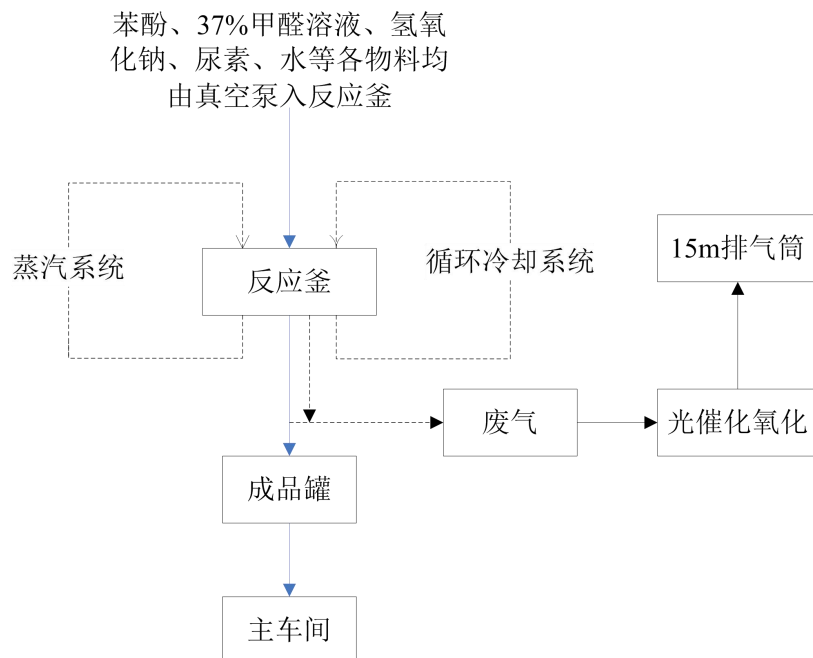 苯酚、37%甲醛溶液、氢氧
化钠、尿素、水等各物料均
由真空泵入反应釜
蒸汽系统
循环冷却系统
15m排气筒
反应釜
废气
光催化氧化
成品罐
主车间